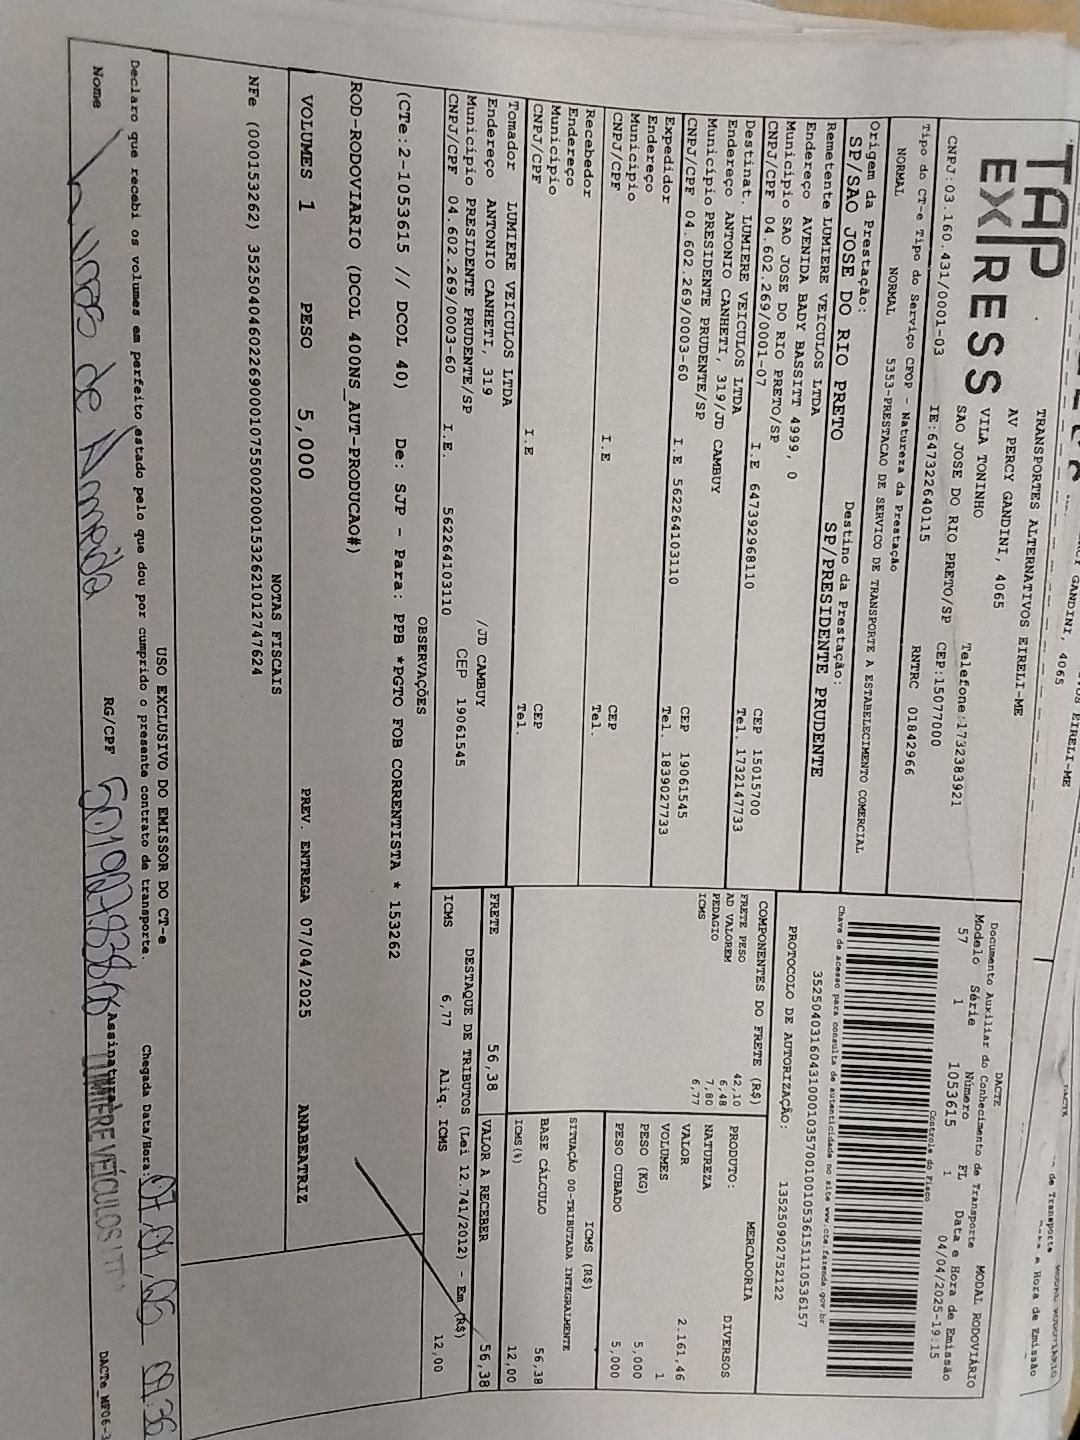 TAP
EXPRESS
TRANSPORTES ALTERNATIVOS EIRELI-ME
AV PERCY GANDINI, 4065
VILA TONINHO
SAO JOSE DO RIO PRETO/SP CEP:15077000
Telefone:1732383921
CNPJ:03.160.431/0001-03 IE:647322640115 RNTRC 01842966
Tipo do CT-e Tipo do Serviço CFOP - Natureza da Prestação
NORMAL NORMAL 5353-PRESTACAO DE SERVICO DE TRANSPORTE A ESTABELECIMENTO COMERCIAL
Origem da Prestação: Destino da Prestação:
SP/SAO JOSE DO RIO PRETO SP/PRESIDENTE PRUDENTE
Remetente LUMIERE VEICULOS LTDA
Endereço AVENIDA BADY BASSITT 4999, 0
Município SAO JOSE DO RIO PRETO/SP CEP 15015700
CNPJ/CPF 04.602.269/0001-07 I.E 647392968110 Tel. 1732147733
Destinat. LUMIERE VEICULOS LTDA
Endereço ANTONIO CANHETI, 319/JD CAMBUY
Município PRESIDENTE PRUDENTE/SP CEP 19061545
CNPJ/CPF 04.602.269/0003-60 I.E 562264103110 Tel. 1839027733
Expedidor
Endereço
Município CEP
CNPJ/CPF I.E Tel.
Recebedor
Endereço
Município CEP
CNPJ/CPF I.E Tel.
Tomador LUMIERE VEICULOS LTDA
Endereço ANTONIO CANHETI, 319 /JD CAMBUY
Município PRESIDENTE PRUDENTE/SP CEP 19061545
CNPJ/CPF 04.602.269/0003-60 I.E. 562264103110
DACTE
Documento Auxiliar do Conhecimento de Transporte MODAL RODOVIÁRIO
Modelo Série Número FL Data e Hora de Emissão
57 1 1053615 1 04/04/2025-19:15
Controle do Fisco
Chave de acesso para consulta de autenticidade no site www.cte.fazenda.gov.br
35250403160431000103570010010536151110536157
PROTOCOLO DE AUTORIZAÇÃO: 135250902752122
COMPONENTES DO FRETE (R$)
FRETE PESO 42,10
AD VALOREM 6,48
PEDAGIO 7,80
ICMS 6,77
MERCADORIA
PRODUTO: DIVERSOS
NATUREZA
VALOR 2.161,46
VOLUMES 1
PESO (KG) 5,000
PESO CUBADO 5,000
ICMS (R$)
SITUAÇÃO 00-TRIBUTADA INTEGRALMENTE
BASE CÁLCULO 56,38
ICMS(%) 12,00
FRETE 56,38 VALOR A RECEBER 56,38
DESTAQUE DE TRIBUTOS (Lei 12.741/2012) - Em (R$)
ICMS 6,77 Aliq. ICMS 12,00
OBSERVAÇÕES
(CTe:2-1053615 // DCOL 40) De: SJP - Para: PPB *PGTO FOB CORRENTISTA * 153262
ROD-RODOVIARIO (DCOL 400NS_AUT-PRODUCAO#)
VOLUMES 1 PESO 5,000 PREV. ENTREGA 07/04/2025 ANABEATRIZ
NOTAS FISCAIS
NFe (000153262) 35250404602269000107550020001532621012747624
USO EXCLUSIVO DO EMISSOR DO CT-e
Declaro que recebi os volumes em perfeito estado pelo que dou por cumprido o presente contrato de transporte.
Chegada Data/Hora: 09:36
Nome de Almeida RG/CPF Assinatura
LUMIERE VEÍCULOS LTDA